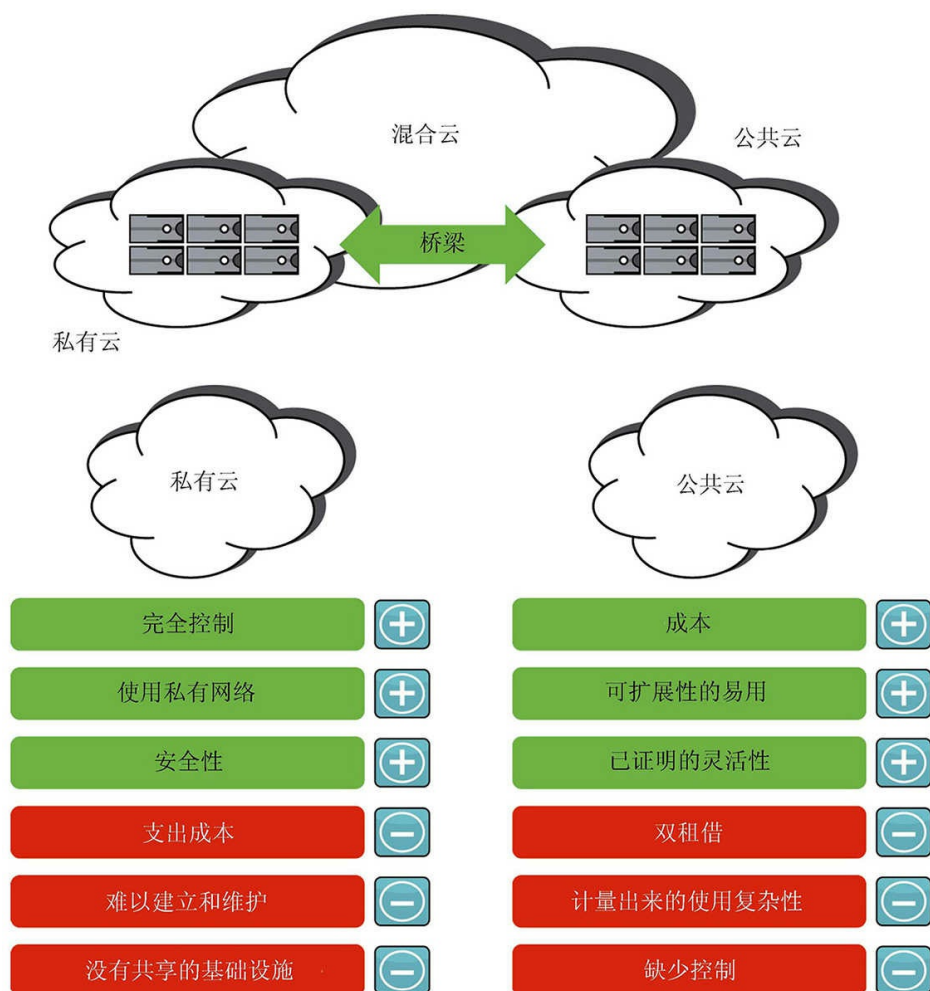 混合云
公共云
桥梁
私有云
私有云
公共云
完全控制
成本
使用私有网络
可扩展性的易用
安全性
已证明的灵活性
支出成本
双租借
难以建立和维护
计量出来的使用复杂性
没有共享的基础设施
缺少控制